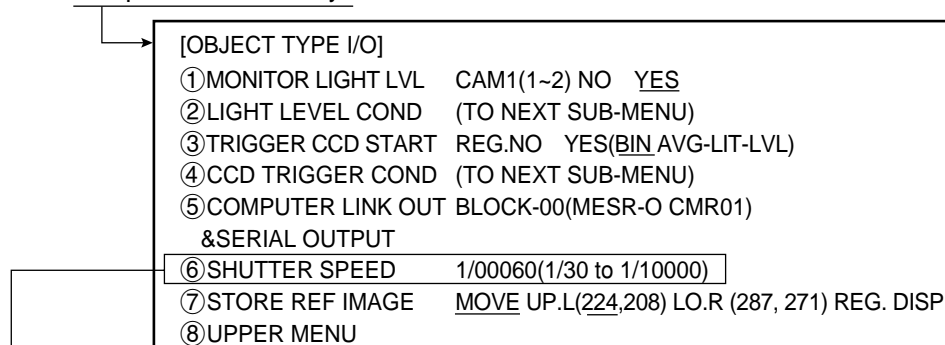 [OBJECT TYPE I/O]
①MONITOR LIGHT LVL CAM1(1~2) NO YES
②LIGHT LEVEL COND (TO NEXT SUB-MENU)
③TRIGGER CCD START REG.NO YES(BIN AVG-LIT-LVL)
④CCD TRIGGER COND (TO NEXT SUB-MENU)
⑤COMPUTER LINK OUT BLOCK-00(MESR-O CMR01)
&SERIAL OUTPUT
⑥SHUTTER SPEED 1/00060(1/30 to 1/10000)
⑦STORE REF IMAGE MOVE UP.L(224,208) LO.R (287, 271) REG. DISP
⑧UPPER MENU